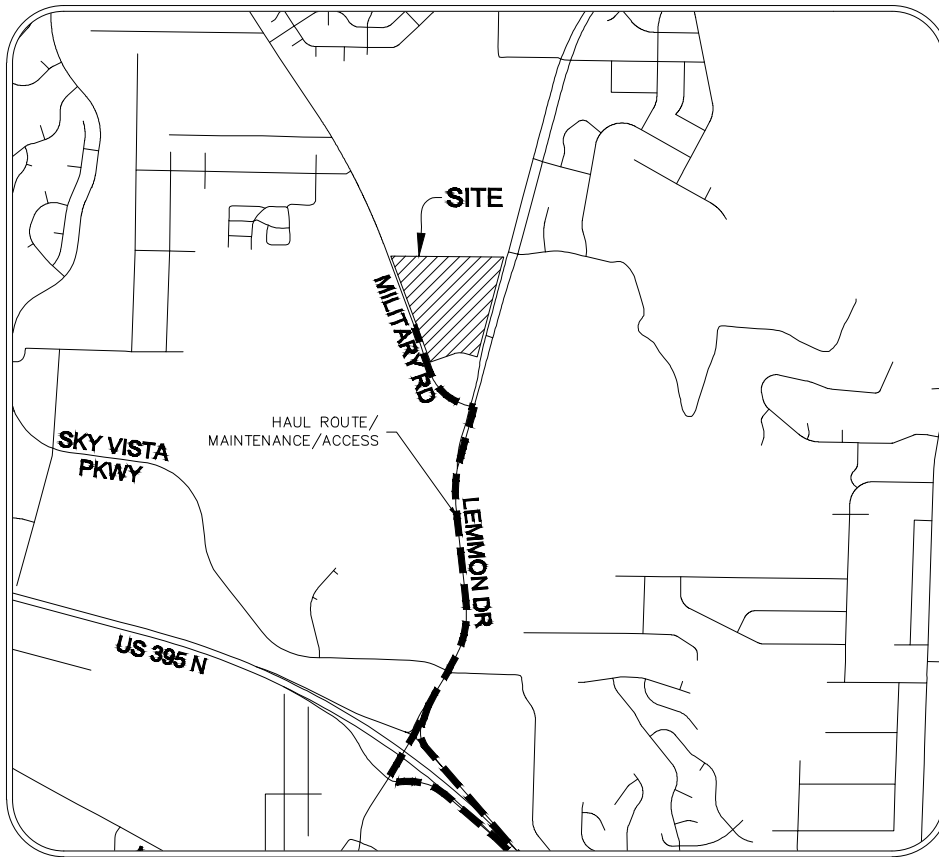 SITE
MILITARY RD
HAUL ROUTE/
MAINTENANCE/ACCESS
SKY VISTA
PKWY
LEMMON DR
US 395 N